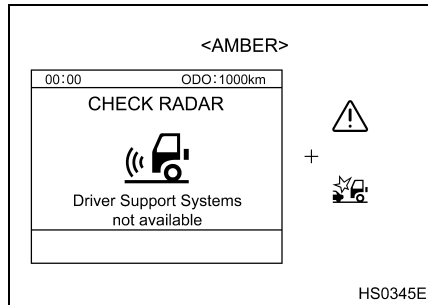 <AMBER>
00:00 ODO:1000km
CHECK RADAR
Driver Support Systems
not available
+
HS0345E